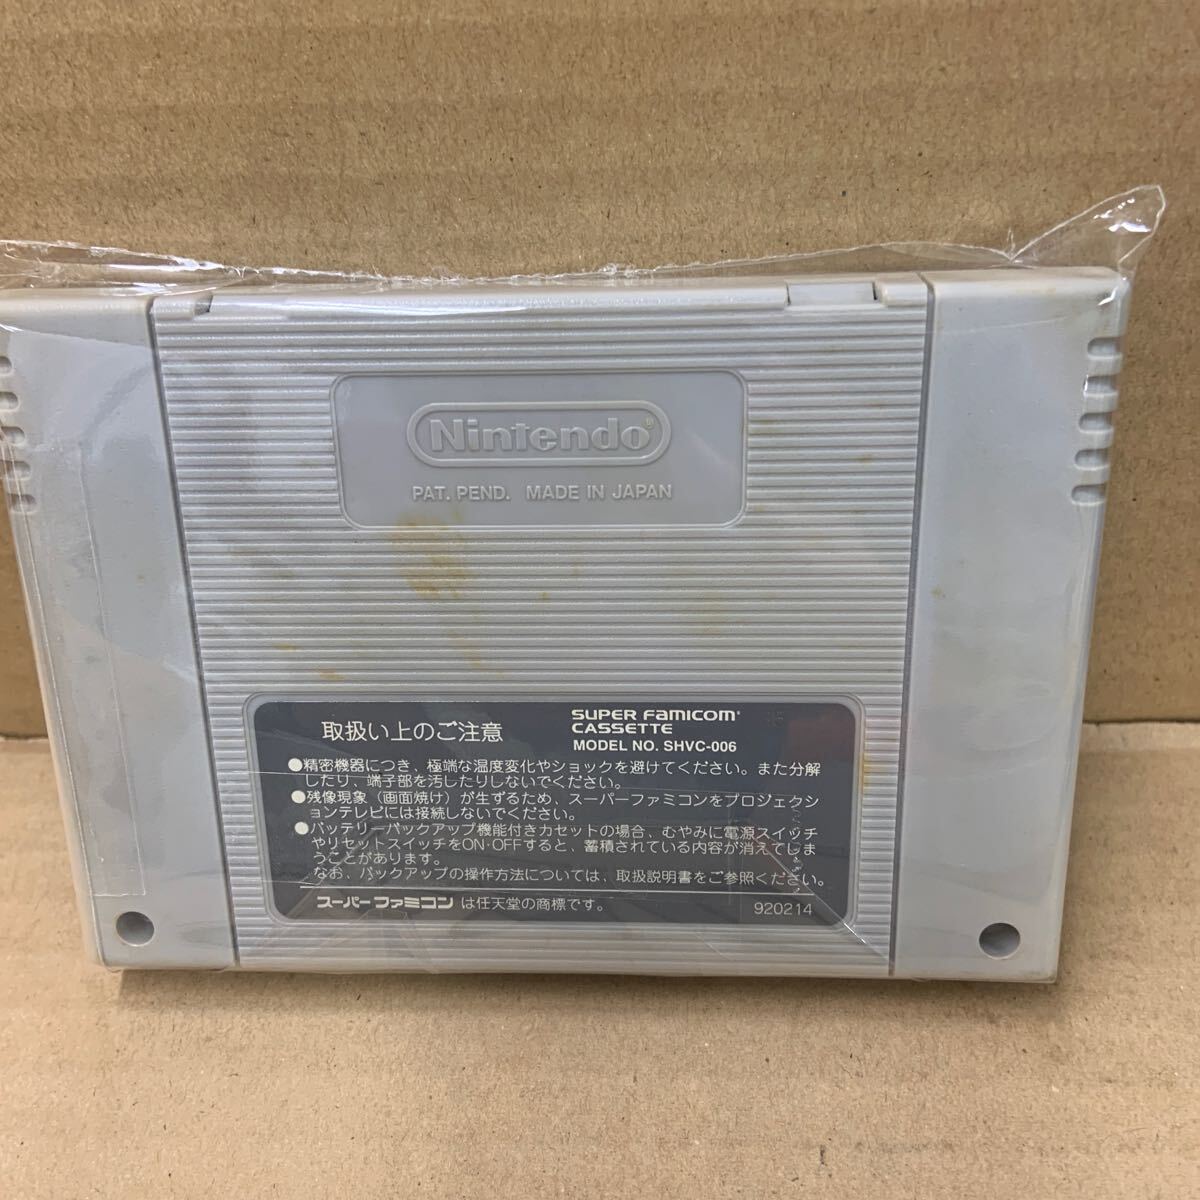 Nintendo®
PAT. PEND. MADE IN JAPAN
取扱い上のご注意
SUPER FAMICOM
CASSETTE
MODEL NO. SHVC-006
●精密機器につき、極端な温度変化やショックを避けてください。また分解
したり、端子部を汚したりしないでください。
●残像現象（画面焼け）が生ずるため、スーパーファミコンをプロジェクシ
ョンテレビには接続しないでください。
●バッテリーバックアップ機能付きカセットの場合、むやみに電源スイッチ
やリセットスイッチをON·OFFすると、蓄積されている内容が消えてしま
うことがあります。
なお、バックアップの操作方法については、取扱説明書をご参照ください。
スーパーファミコン は任天堂の商標です。
920214